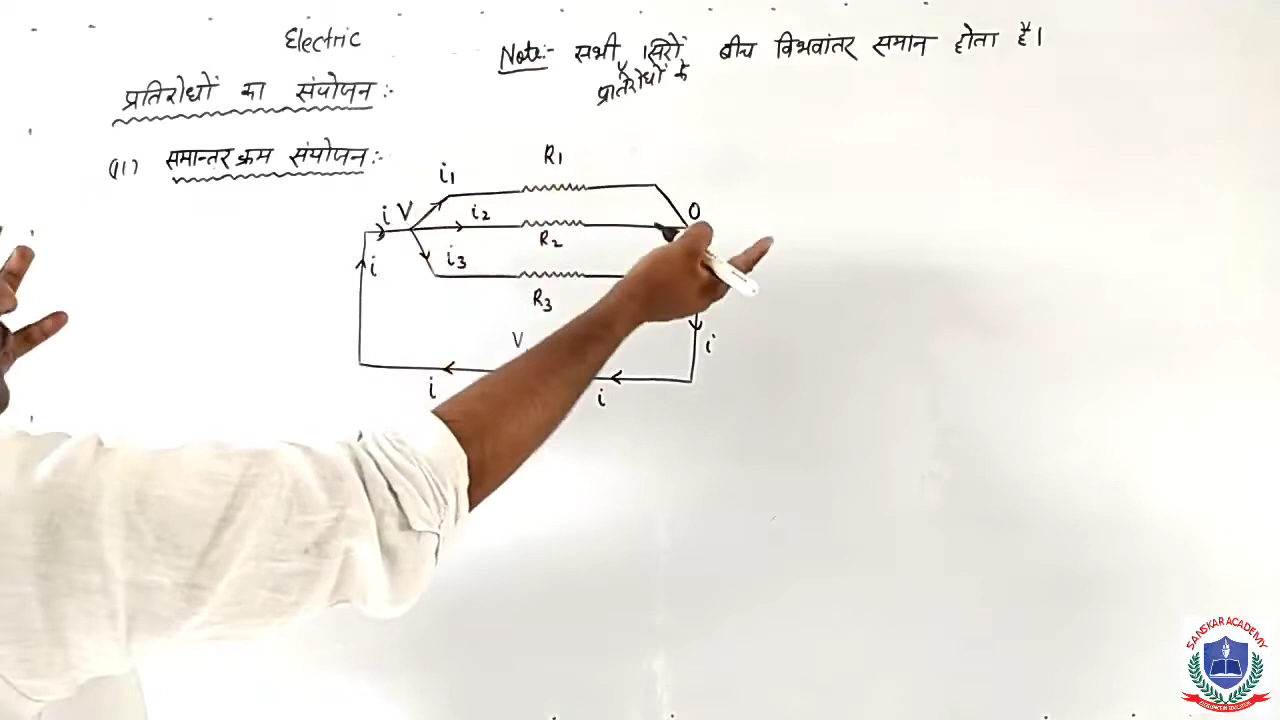 Electric
Note:- सभी सिरों बीच विभवांतर समान होता है।
प्रतिरोधों के
प्रतिरोधों का संयोजन :-
(11) समान्तर क्रम संयोजन :-
R1
i1
i V
i2
O
R2
i
i3
R3
V
i
i
i
SANSKAR ACADEMY